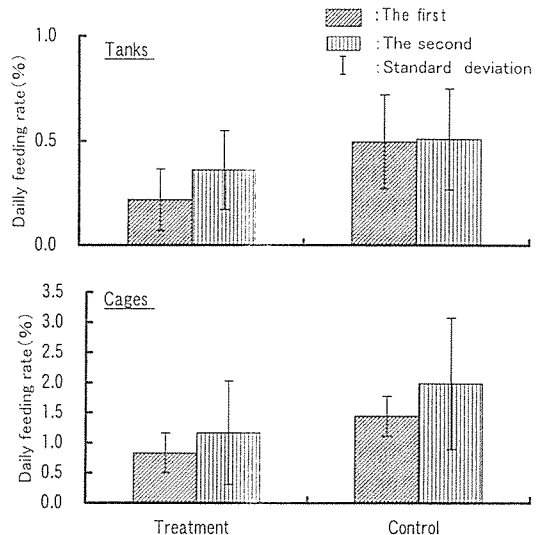 :The first
:The second
:Standard deviation
Tanks
Dailly feeding rate(%)
1.0
0.5
0.0
Cages
Daily feeding rate(%)
3.5
3.0
2.5
2.0
1.5
1.0
0.5
0.0
Treatment
Control